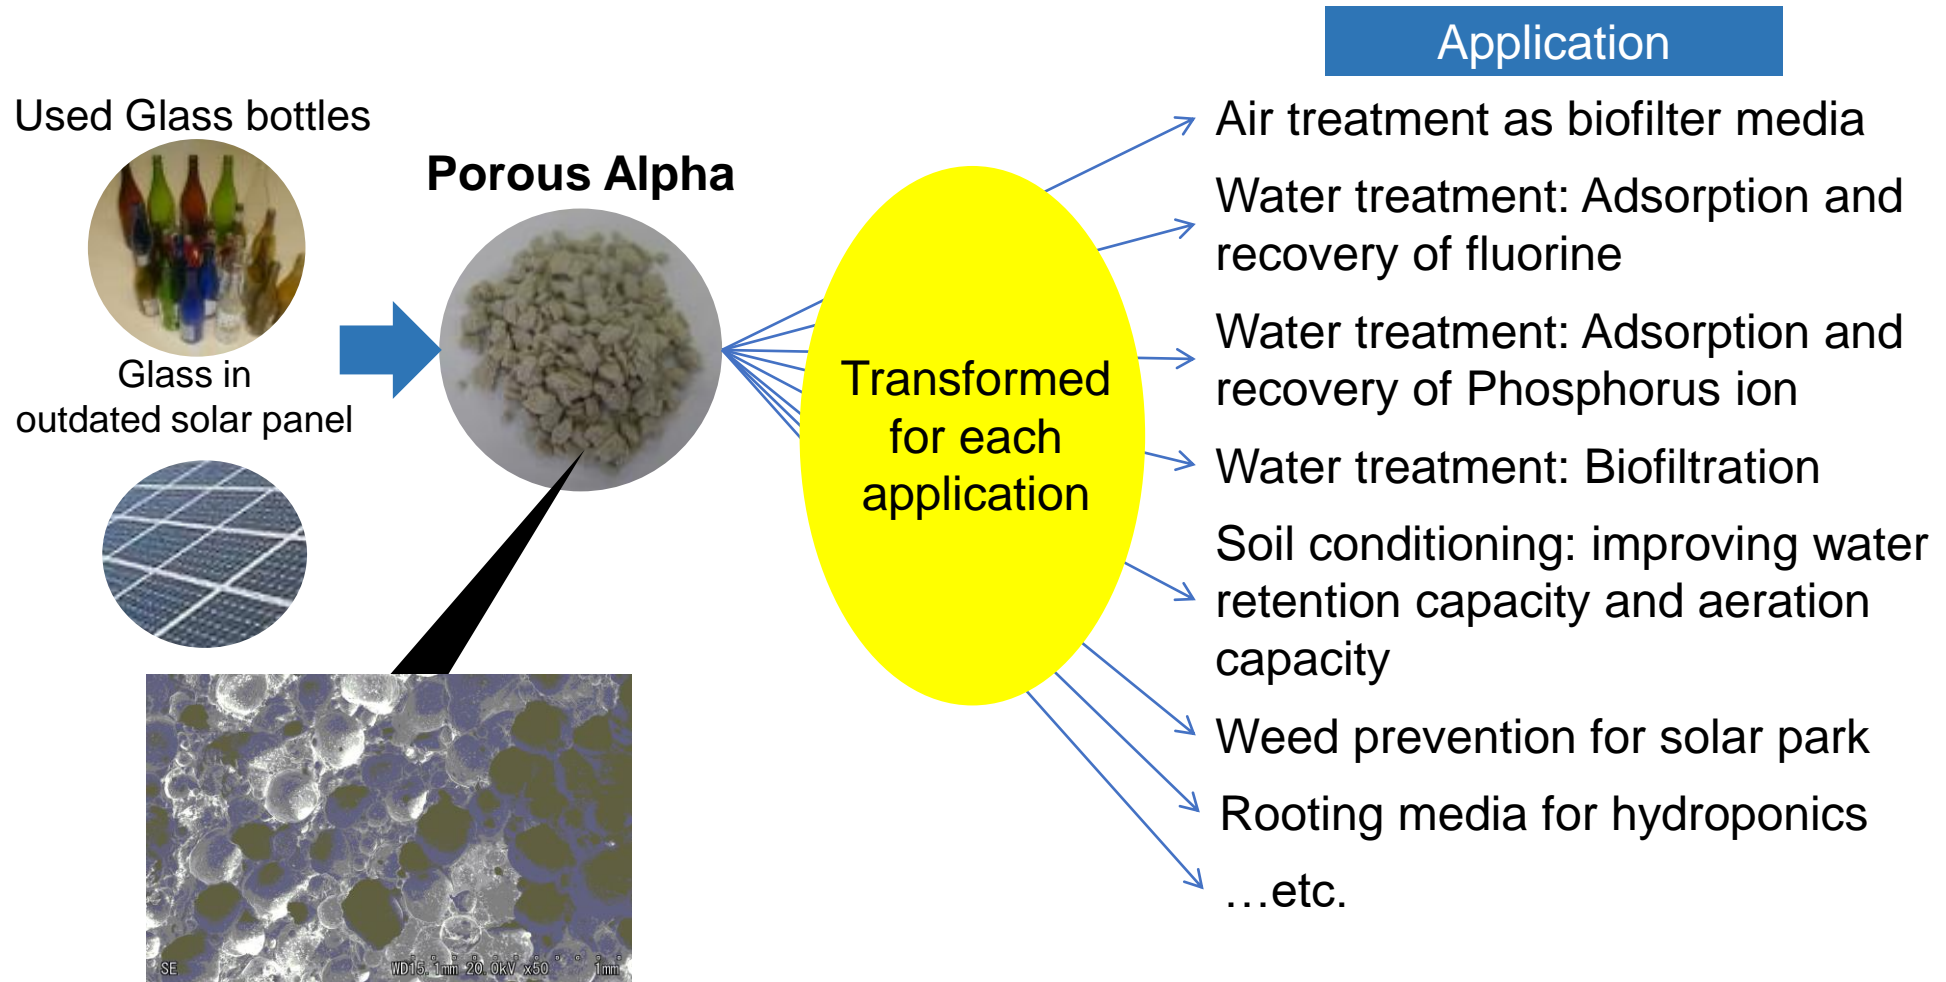 Application
Used Glass bottles
Porous Alpha
Glass in
outdated solar panel
Transformed
for each
application
Air treatment as biofilter media
Water treatment: Adsorption and
recovery of fluorine
Water treatment: Adsorption and
recovery of Phosphorus ion
Water treatment: Biofiltration
Soil conditioning: improving water
retention capacity and aeration
capacity
Weed prevention for solar park
Rooting media for hydroponics
…etc.
SE WD15.1mm 20.0kV x50 1mm